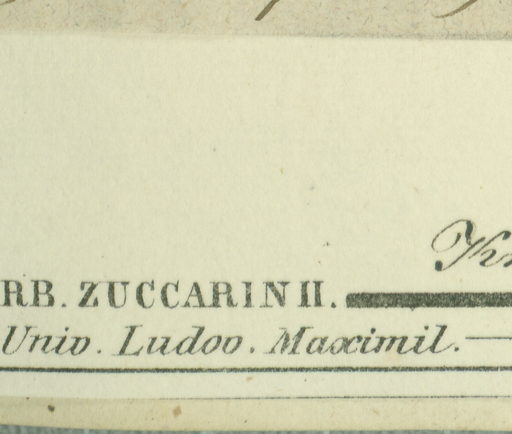 RB. ZUCCARINII.
Univ. Ludov. Maximil.